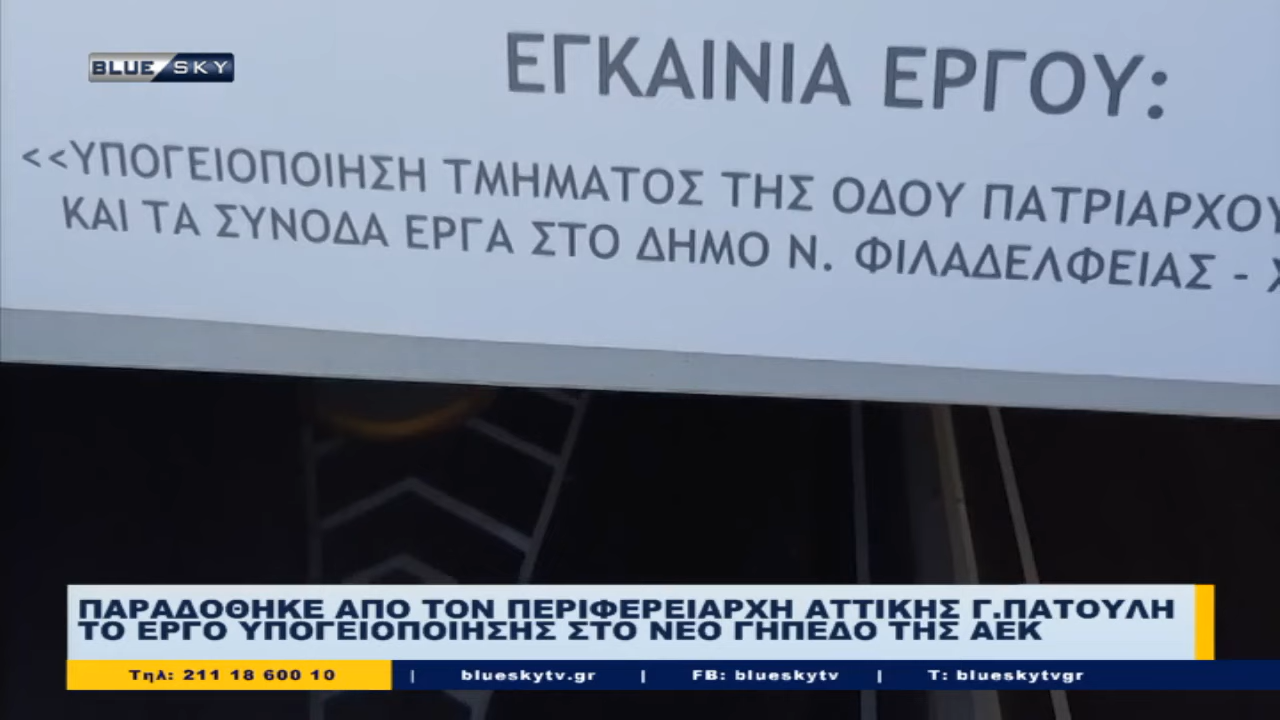 BLUE SKY
ΕΓΚΑΙΝΙΑ ΕΡΓΟΥ:
<<ΥΠΟΓΕΙΟΠΟΙΗΣΗ ΤΜΗΜΑΤΟΣ ΤΗΣ ΟΔΟΥ ΠΑΤΡΙΑΡΧΟΥ
ΚΑΙ ΤΑ ΣΥΝΟΔΑ ΕΡΓΑ ΣΤΟ ΔΗΜΟ Ν. ΦΙΛΑΔΕΛΦΕΙΑΣ -
ΠΑΡΑΔΟΘΗΚΕ ΑΠΟ ΤΟΝ ΠΕΡΙΦΕΡΕΙΑΡΧΗ ΑΤΤΙΚΗΣ Γ.ΠΑΤΟΥΛΗ
ΤΟ ΕΡΓΟ ΥΠΟΓΕΙΟΠΟΙΗΣΗΣ ΣΤΟ ΝΕΟ ΓΗΠΕΔΟ ΤΗΣ ΑΕΚ
Τηλ: 211 18 600 10 | blueskytv.gr | FB: blueskytv | T: blueskytvgr